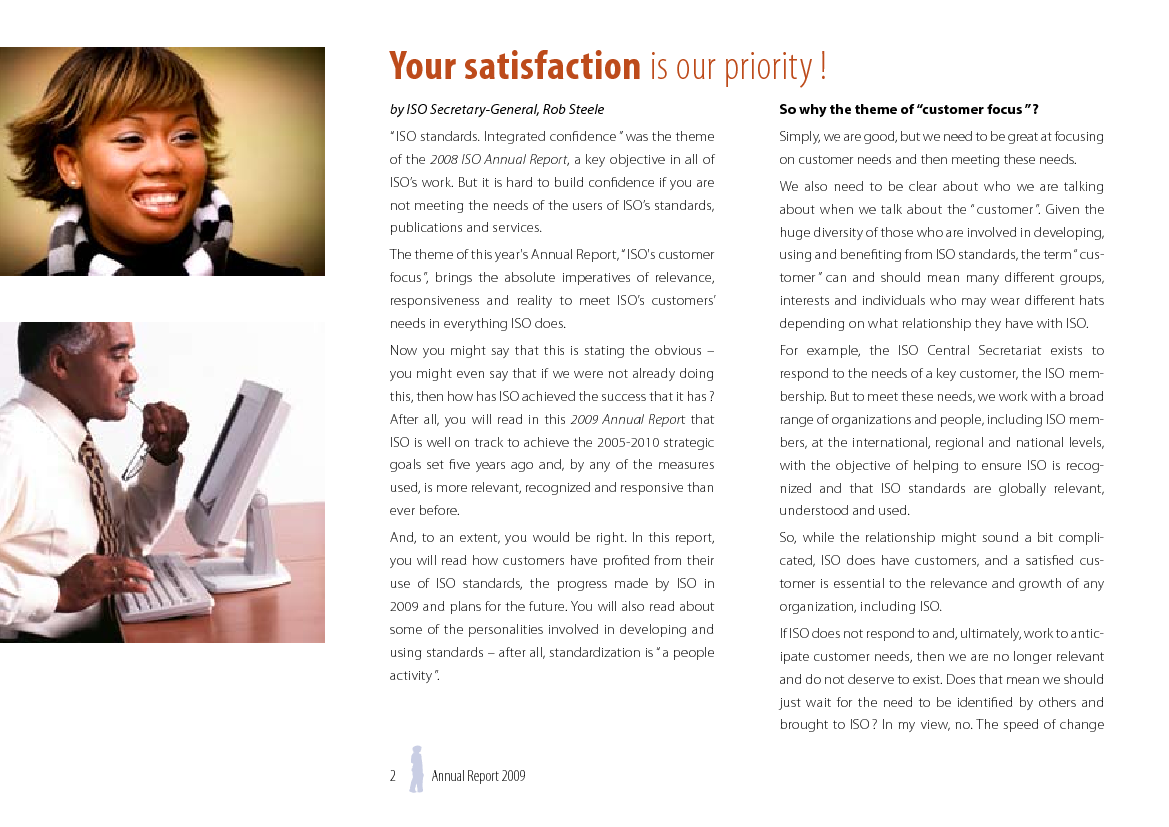 Your satisfaction is our priority !
by ISO Secretary-General, Rob Steele
“ ISO standards. Integrated confidence ” was the theme
of the 2008 ISO Annual Report, a key objective in all of
ISO’s work. But it is hard to build confidence if you are
not meeting the needs of the users of ISO’s standards,
publications and services.
The theme of this year's Annual Report, “ ISO's customer
focus ”, brings the absolute imperatives of relevance,
responsiveness and reality to meet ISO’s customers’
needs in everything ISO does.
Now you might say that this is stating the obvious –
you might even say that if we were not already doing
this, then how has ISO achieved the success that it has ?
After all, you will read in this 2009 Annual Report that
ISO is well on track to achieve the 2005-2010 strategic
goals set five years ago and, by any of the measures
used, is more relevant, recognized and responsive than
ever before.
And, to an extent, you would be right. In this report,
you will read how customers have profited from their
use of ISO standards, the progress made by ISO in
2009 and plans for the future. You will also read about
some of the personalities involved in developing and
using standards – after all, standardization is “ a people
activity ”.
So why the theme of “customer focus ” ?
Simply, we are good, but we need to be great at focusing
on customer needs and then meeting these needs.
We also need to be clear about who we are talking
about when we talk about the “ customer ”. Given the
huge diversity of those who are involved in developing,
using and benefiting from ISO standards, the term “ cus-
tomer ” can and should mean many different groups,
interests and individuals who may wear different hats
depending on what relationship they have with ISO.
For example, the ISO Central Secretariat exists to
respond to the needs of a key customer, the ISO mem-
bership. But to meet these needs, we work with a broad
range of organizations and people, including ISO mem-
bers, at the international, regional and national levels,
with the objective of helping to ensure ISO is recog-
nized and that ISO standards are globally relevant,
understood and used.
So, while the relationship might sound a bit compli-
cated, ISO does have customers, and a satisfied cus-
tomer is essential to the relevance and growth of any
organization, including ISO.
If ISO does not respond to and, ultimately, work to antic-
ipate customer needs, then we are no longer relevant
and do not deserve to exist. Does that mean we should
just wait for the need to be identified by others and
brought to ISO ? In my view, no. The speed of change
2 Annual Report 2009